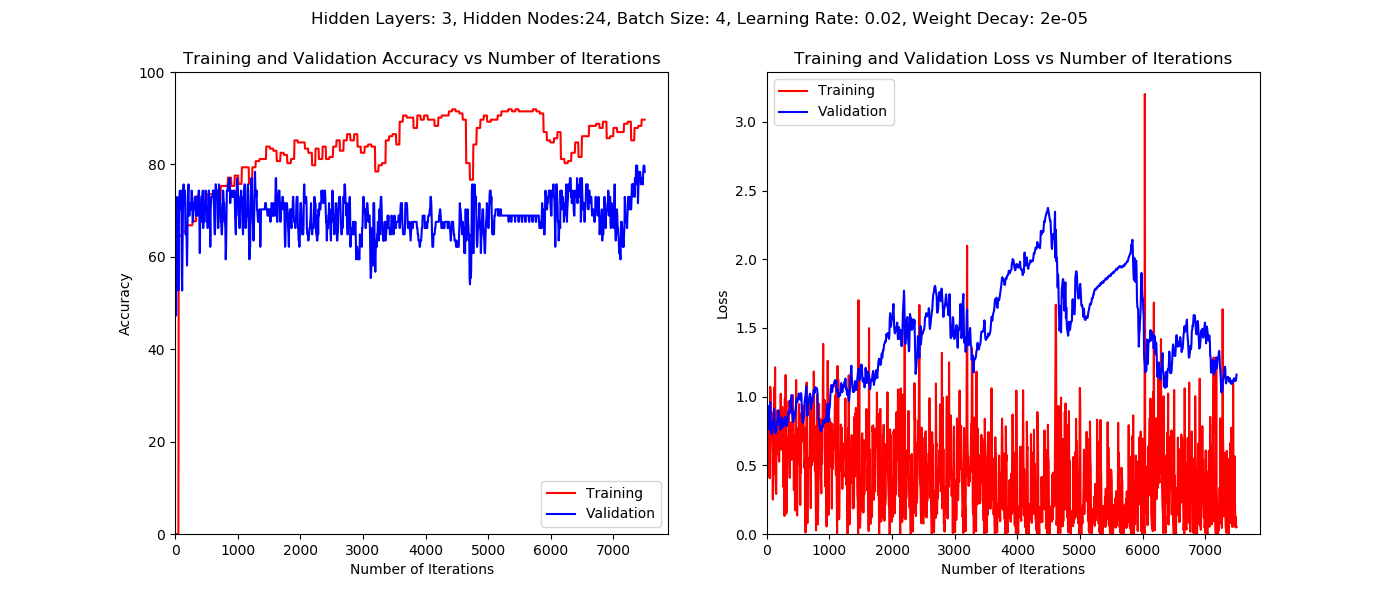 Hidden Layers: 3, Hidden Nodes:24, Batch Size: 4, Learning Rate: 0.02, Weight Decay: 2e-05
Training and Validation Accuracy vs Number of Iterations
100
80
60
40
20
0
Accuracy
0 1000 2000 3000 4000 5000 6000 7000
Number of Iterations
Training
Validation
Training and Validation Loss vs Number of Iterations
Training
Validation
3.0
2.5
2.0
1.5
1.0
0.5
0.0
Loss
0 1000 2000 3000 4000 5000 6000 7000
Number of Iterations